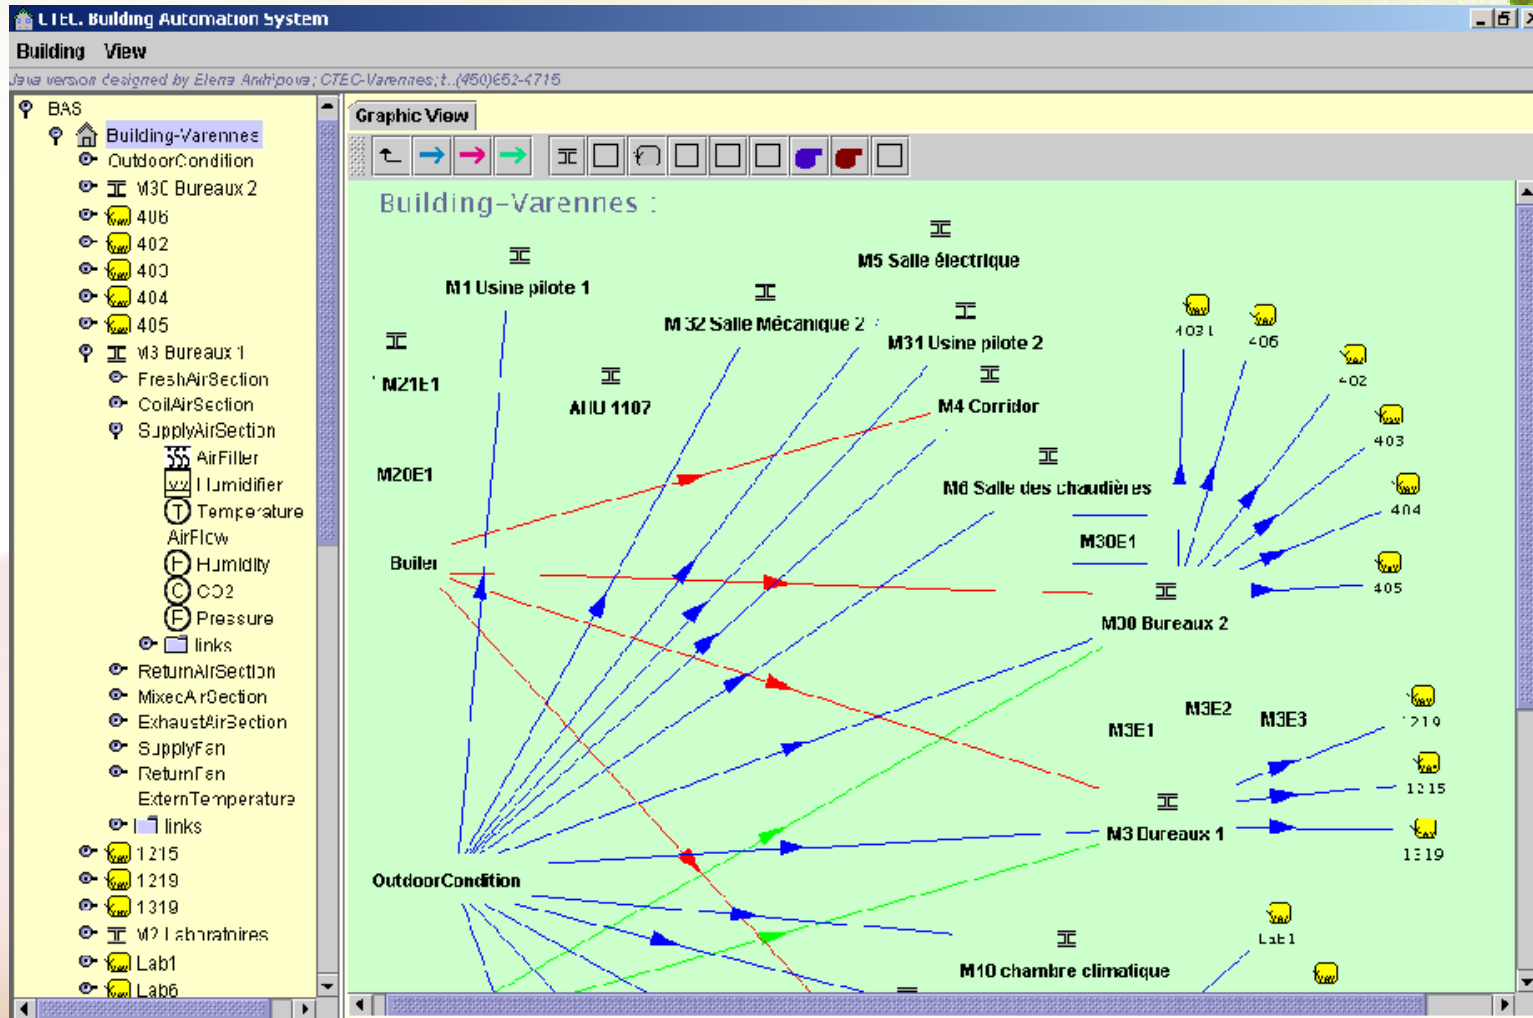 CTEC. Building Automation System
Building View
Java version designed by Elena Arkhipova; CTEC-Varennes; t..(450)652-4715
BAS
Building-Varennes
OutdoorCondition
M30 Bureaux 2
406
402
403
404
405
M3 Bureaux 1
FreshAirSection
CoilAirSection
SupplyAirSection
AirFilter
Humidifier
T Temperature
AirFlow
Humidity
C CO2
Pressure
links
ReturnAirSection
MixedAirSection
ExhaustAirSection
SupplyFan
ReturnFan
ExternTemperature
links
1215
1219
1319
M2 Laboratoires
Lab1
Lab6
Graphic View
Building-Varennes :
M5 Salle électrique
M1 Usine pilote 1
M32 Salle Mécanique 2
M31 Usine pilote 2
4031
406
M21E1
AHU 1107
M4 Corridor
402
403
M20E1
M6 Salle des chaudières
404
M30E1
Boiler
405
M30 Bureaux 2
M3E1
M3E2
M3E3
1219
1215
M3 Bureaux 1
1319
OutdoorCondition
Lab1
M10 chambre climatique